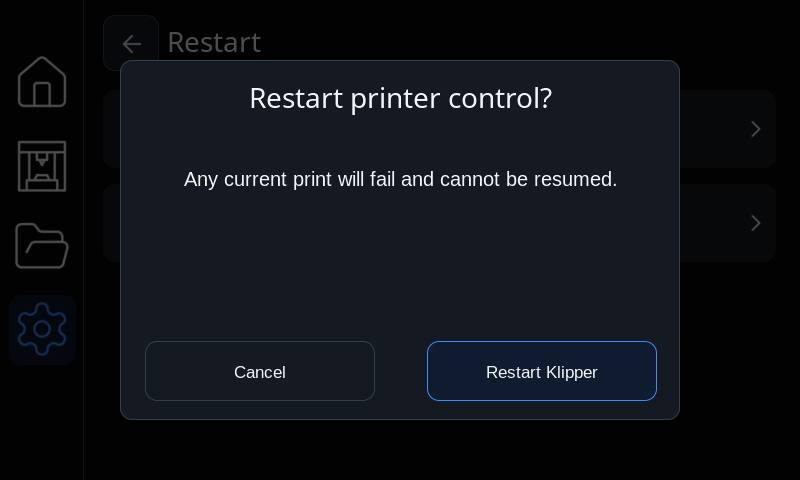 Restart
Restart printer control?
Any current print will fail and cannot be resumed.
Cancel
Restart Klipper